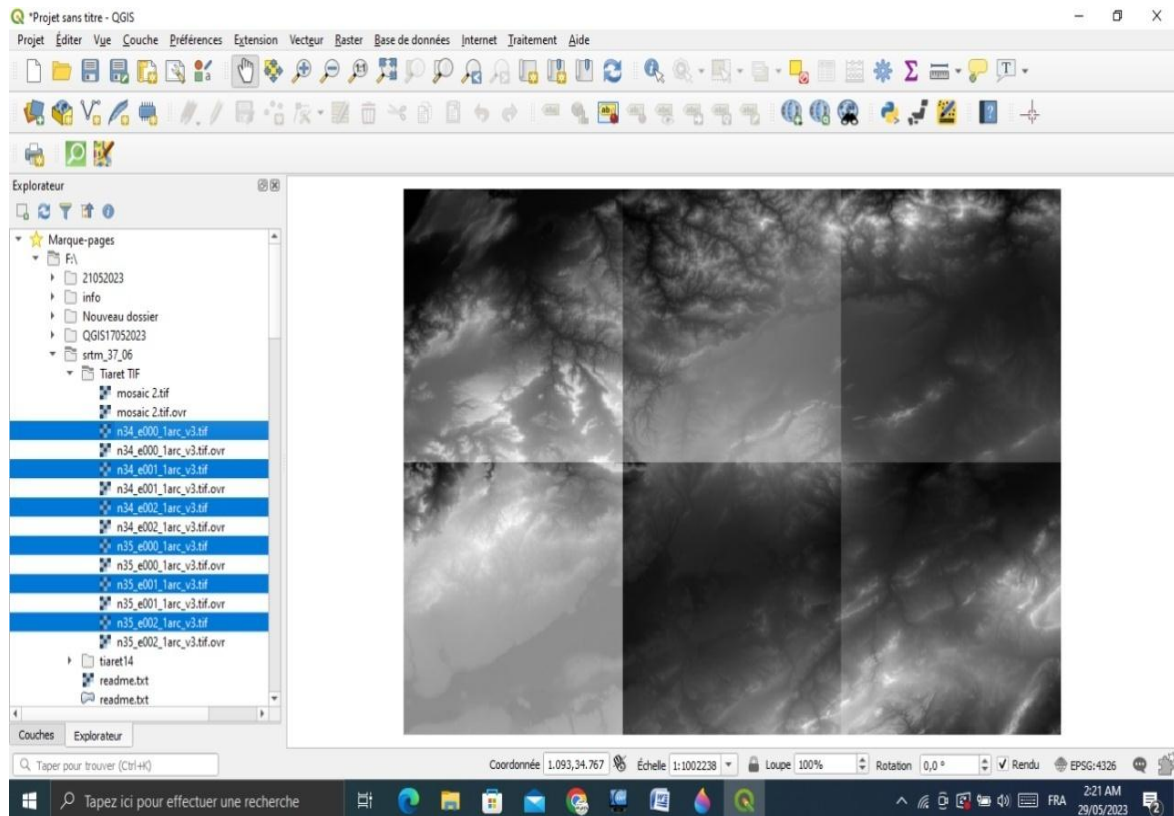 *Projet sans titre - QGIS
Projet Éditer Vue Couche Préférences Extension Vecteur Raster Base de données Internet Traitement Aide
Explorateur
Marque-pages
F:\
21052023
info
Nouveau dossier
QGIS17052023
srtm_37_06
Tiaret TIF
mosaic 2.tif
mosaic 2.tif.ovr
n34_e000_1arc_v3.tif
n34_e000_1arc_v3.tif.ovr
n34_e001_1arc_v3.tif
n34_e001_1arc_v3.tif.ovr
n34_e002_1arc_v3.tif
n34_e002_1arc_v3.tif.ovr
n35_e000_1arc_v3.tif
n35_e000_1arc_v3.tif.ovr
n35_e001_1arc_v3.tif
n35_e001_1arc_v3.tif.ovr
n35_e002_1arc_v3.tif
n35_e002_1arc_v3.tif.ovr
tiaret14
readme.txt
readme.txt
Couches Explorateur
Taper pour trouver (Ctrl+K) Coordonnée 1.093,34.767 Échelle 1:1002238 Loupe 100% Rotation 0,0 ° Rendu EPSG:4326
Tapez ici pour effectuer une recherche FRA 2:21 AM
29/05/2023 2